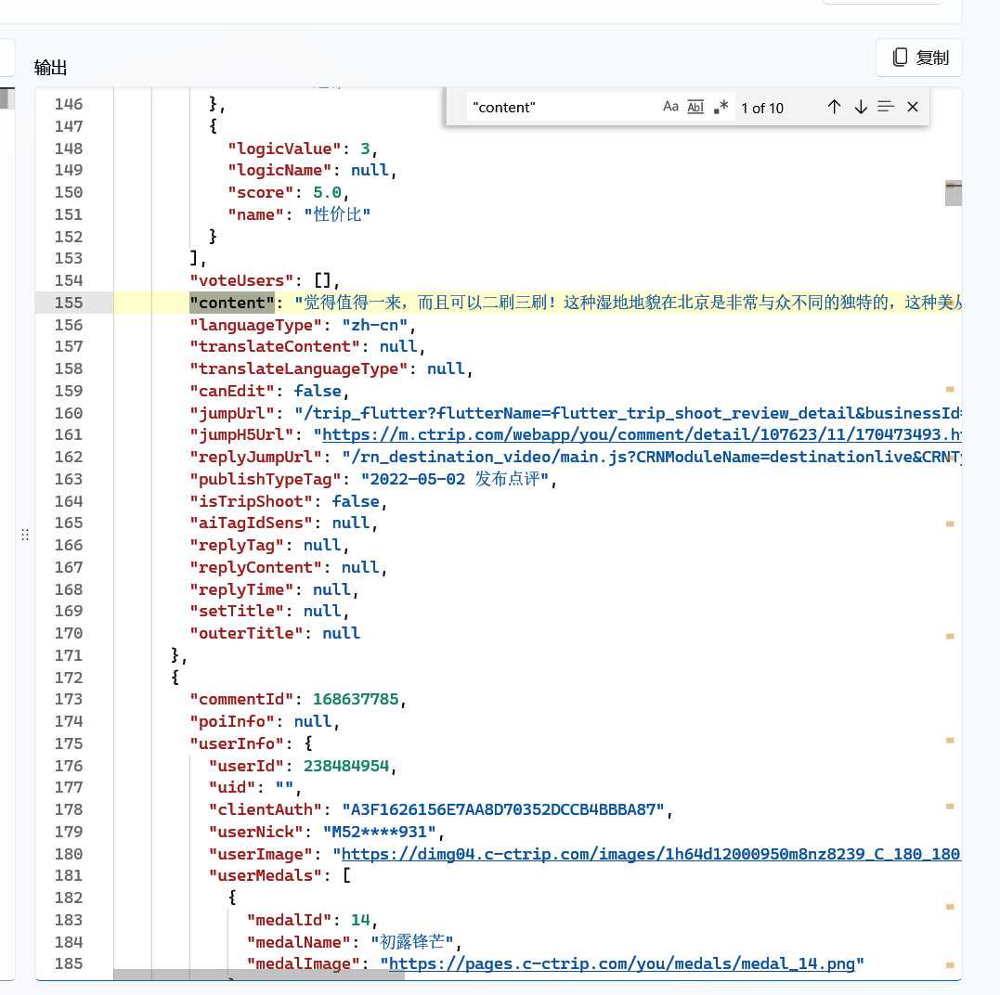 输出
复制
"content"
Aa
Abl
.*
1 of 10
146 },
147 {
148 "logicValue": 3,
149 "logicName": null,
150 "score": 5.0,
151 "name": "性价比"
152 }
153 ],
154 "voteUsers": [],
155 "content": "觉得值得一来，而且可以二刷三刷！这种湿地地貌在北京是非常与众不同的独特的，这种美从
156 "languageType": "zh-cn",
157 "translateContent": null,
158 "translateLanguageType": null,
159 "canEdit": false,
160 "jumpUrl": "/trip_flutter?flutterName=flutter_trip_shoot_review_detail&businessId=
161 "jumpH5Url": "https://m.ctrip.com/webapp/you/comment/detail/107623/11/170473493.h
162 "replyJumpUrl": "/rn_destination_video/main.js?CRNModuleName=destinationlive&CRNTy
163 "publishTypeTag": "2022-05-02 发布点评",
164 "isTripShoot": false,
165 "aiTagIdSens": null,
166 "replyTag": null,
167 "replyContent": null,
168 "replyTime": null,
169 "setTitle": null,
170 "outerTitle": null
171 },
172 {
173 "commentId": 168637785,
174 "poiInfo": null,
175 "userInfo": {
176 "userId": 238484954,
177 "uid": "",
178 "clientAuth": "A3F1626156E7AA8D70352DCCB4BBBA87",
179 "userNick": "M52****931",
180 "userImage": "https://dimg04.c-ctrip.com/images/1h64d12000950m8nz8239_C_180_180
181 "userMedals": [
182 {
183 "medalId": 14,
184 "medalName": "初露锋芒",
185 "medalImage": "https://pages.c-ctrip.com/you/medals/medal_14.png"